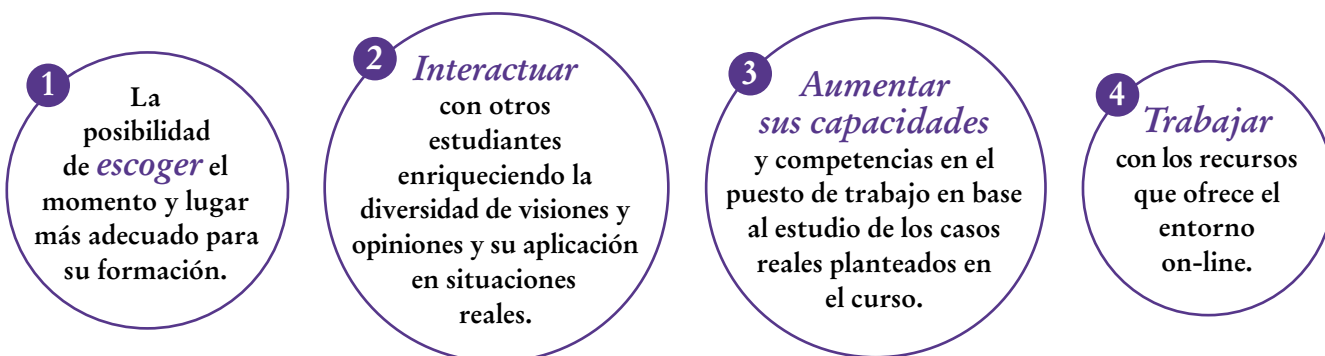 1
La
posibilidad
de escoger el
momento y lugar
más adecuado para
su formación.
2
Interactuar
con otros
estudiantes
enriqueciendo la
diversidad de visiones y
opiniones y su aplicación
en situaciones
reales.
3
Aumentar
sus capacidades
y competencias en el
puesto de trabajo en base
al estudio de los casos
reales planteados en
el curso.
4
Trabajar
con los recursos
que ofrece el
entorno
on-line.